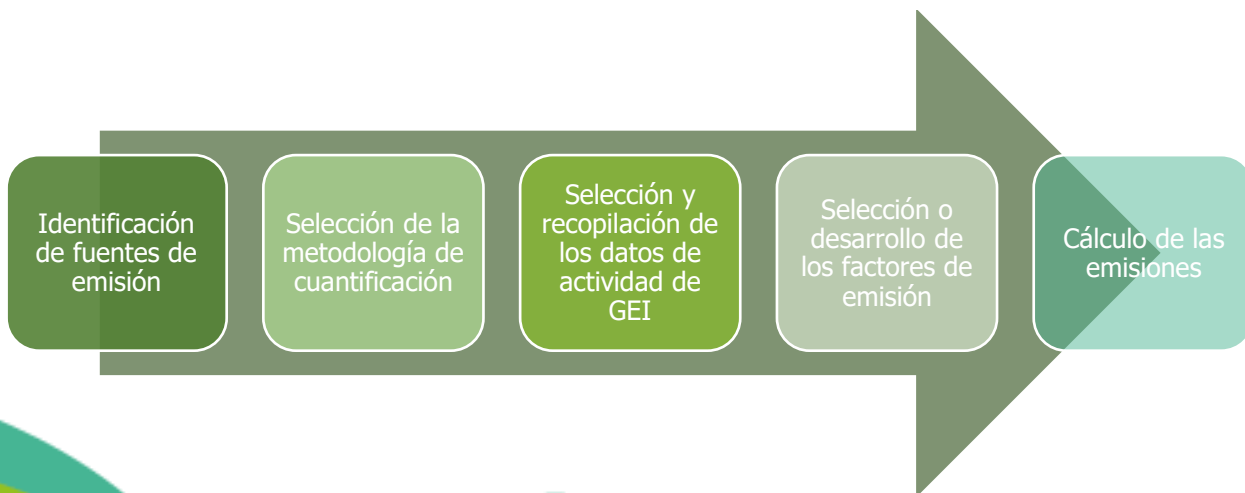 Identificación
de fuentes de
emisión
Selección de la
metodología de
cuantificación
Selección y
recopilación de
los datos de
actividad de
GEI
Selección o
desarrollo de
los factores de
emisión
Cálculo de las
emisiones